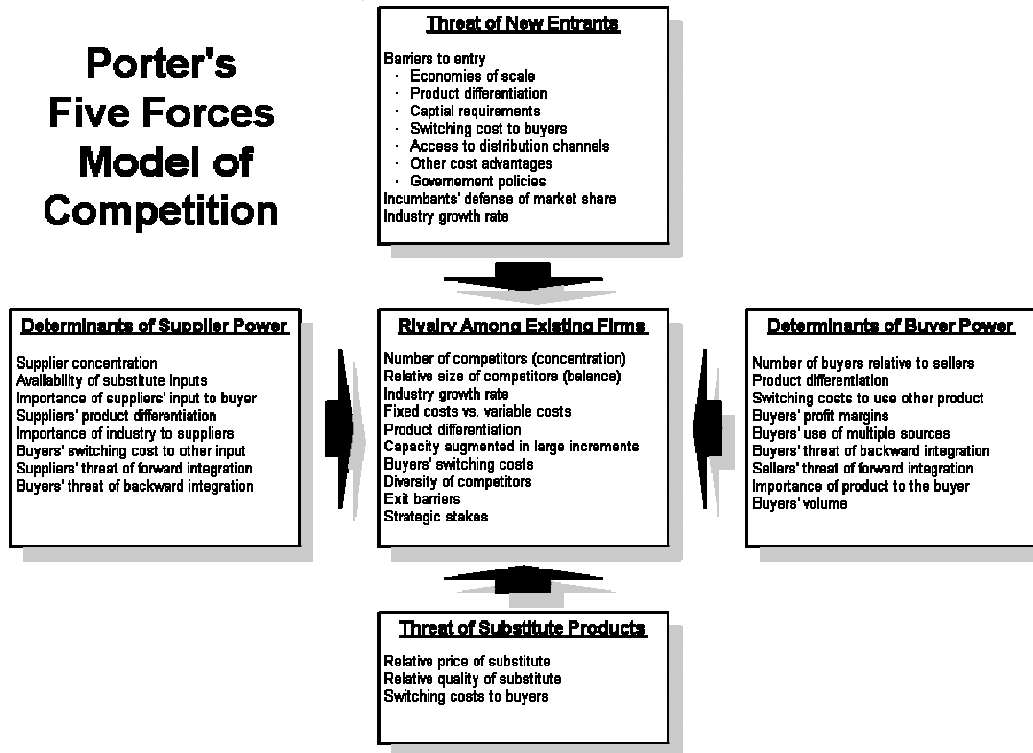 Porter's
Five Forces
Model of
Competition
Threat of New Entrants
Barriers to entry
· Economies of scale
· Product differentiation
· Captial requirements
· Switching cost to buyers
· Access to distribution channels
· Other cost advantages
· Governement policies
Incumbants' defense of market share
Industry growth rate
Determinants of Supplier Power
Supplier concentration
Availability of substitute inputs
Importance of suppliers' input to buyer
Suppliers' product differentiation
Importance of industry to suppliers
Buyers' switching cost to other input
Suppliers' threat of forward integration
Buyers' threat of backward integration
Rivalry Among Existing Firms
Number of competitors (concentration)
Relative size of competitors (balance)
Industry growth rate
Fixed costs vs. variable costs
Product differentiation
Capacity augmented in large incremente
Buyers' switching costs
Diversity of competitors
Exit barriers
Strategic stakes
Determinants of Buyer Power
Number of buyers relative to sellers
Product differentiation
Switching costs to use other product
Buyers' profit margins
Buyers' use of multiple sources
Buyers' threat of backward integration
Sellers' threat of forward integration
Importance of product to the buyer
Buyers' volume
Threat of Substitute Products
Relative price of substitute
Relative quality of substitute
Switching costs to buyers